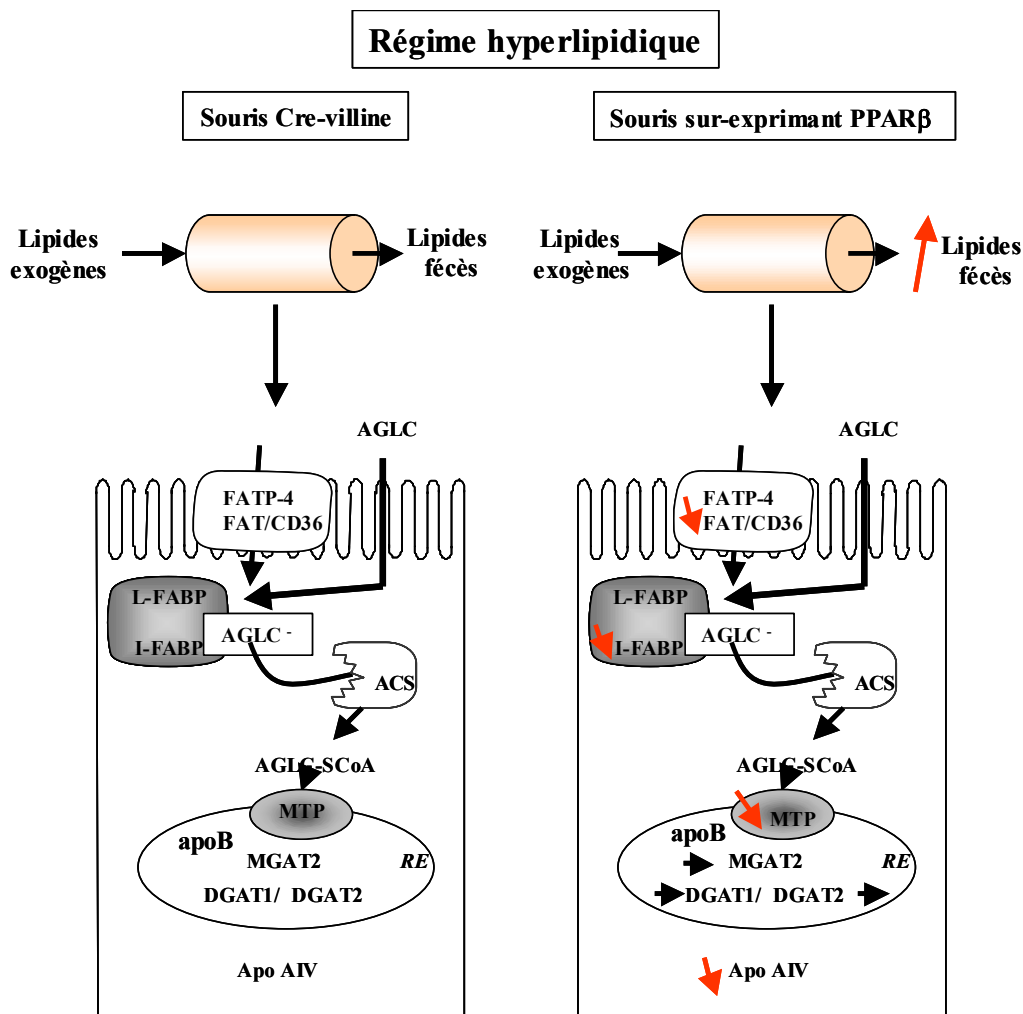 Régime hyperlipidique
Souris Cre-villine
Lipides
exogènes
Lipides
fécès
AGLC
FATP-4
FAT/CD36
L-FABP
I-FABP
AGLC -
ACS
AGLC-SCoA
MTP
apoB
MGAT2
RE
DGAT1/ DGAT2
Apo AIV
Souris sur-exprimant PPARβ
Lipides
exogènes
Lipides
fécès
AGLC
FATP-4
FAT/CD36
L-FABP
I-FABP
AGLC -
ACS
AGLC-SCoA
MTP
apoB
MGAT2
RE
DGAT1/ DGAT2
Apo AIV